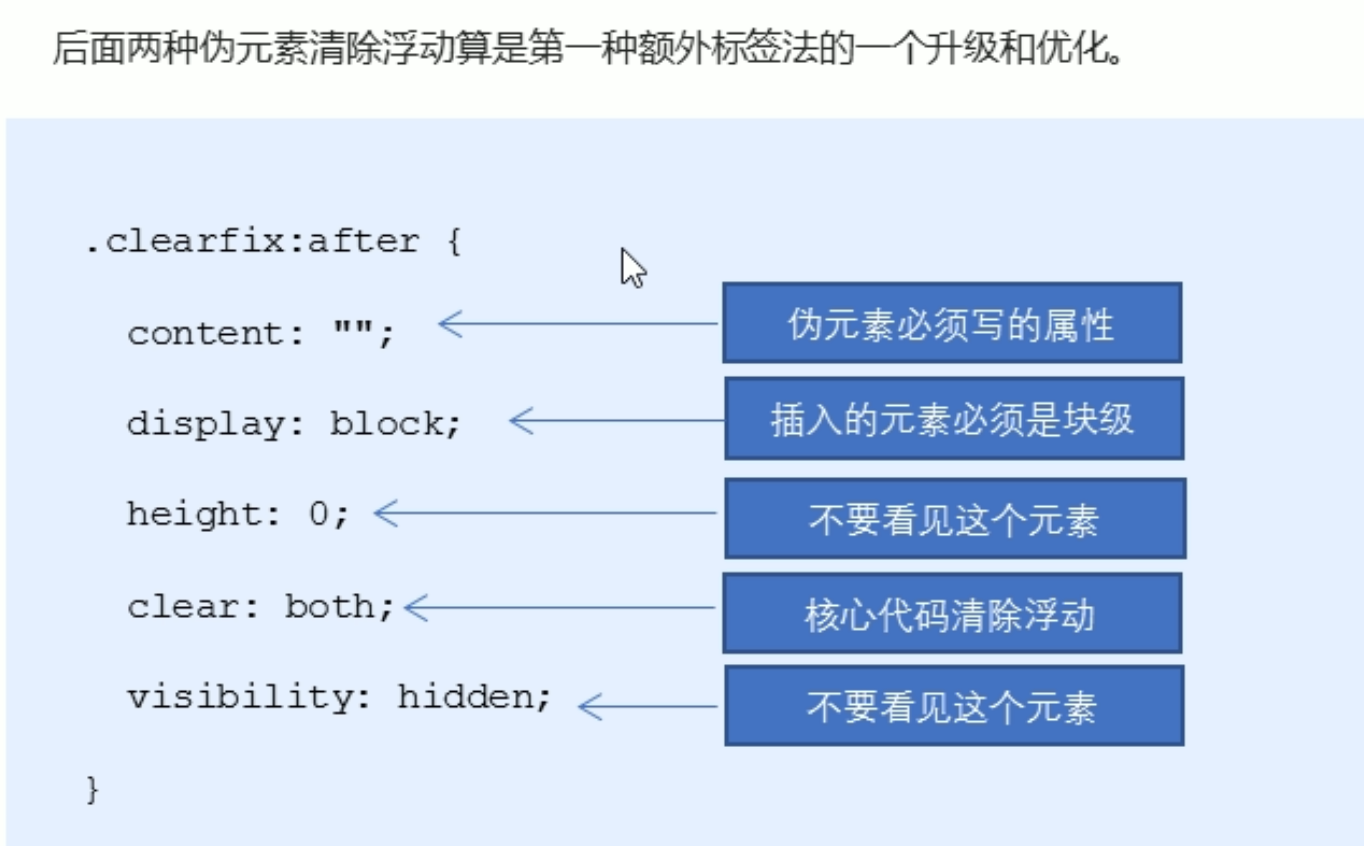 后面两种伪元素清除浮动算是第一种额外标签法的一个升级和优化。
.clearfix:after {
content: ""; 伪元素必须写的属性
display: block; 插入的元素必须是块级
height: 0; 不要看见这个元素
clear: both; 核心代码清除浮动
visibility: hidden; 不要看见这个元素
}